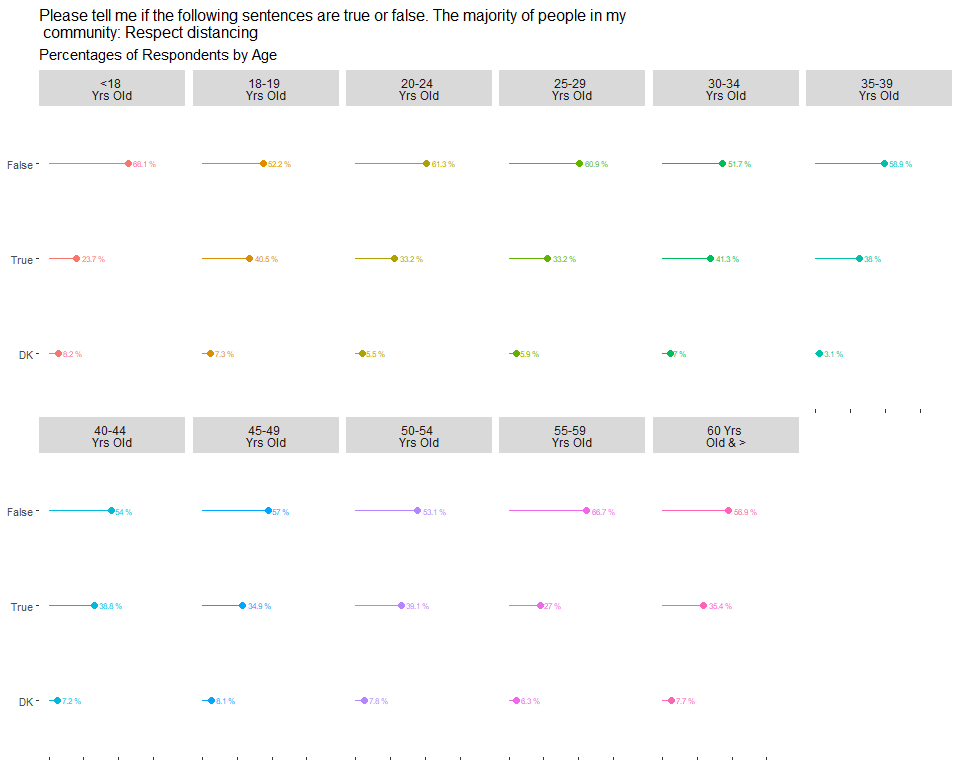 Please tell me if the following sentences are true or false. The majority of people in my
community: Respect distancing
Percentages of Respondents by Age
<18 Yrs Old
18-19 Yrs Old
20-24 Yrs Old
25-29 Yrs Old
30-34 Yrs Old
35-39 Yrs Old
False
68.1 %
52.2 %
61.3 %
60.9 %
51.7 %
58.9 %
True
23.7 %
40.5 %
33.2 %
33.2 %
41.3 %
38 %
DK
8.2 %
7.3 %
5.5 %
5.9 %
7 %
3.1 %
40-44 Yrs Old
45-49 Yrs Old
50-54 Yrs Old
55-59 Yrs Old
60 Yrs Old & >
False
54 %
57 %
53.1 %
66.7 %
56.9 %
True
38.8 %
34.9 %
39.1 %
27 %
35.4 %
DK
7.2 %
8.1 %
7.8 %
6.3 %
7.7 %